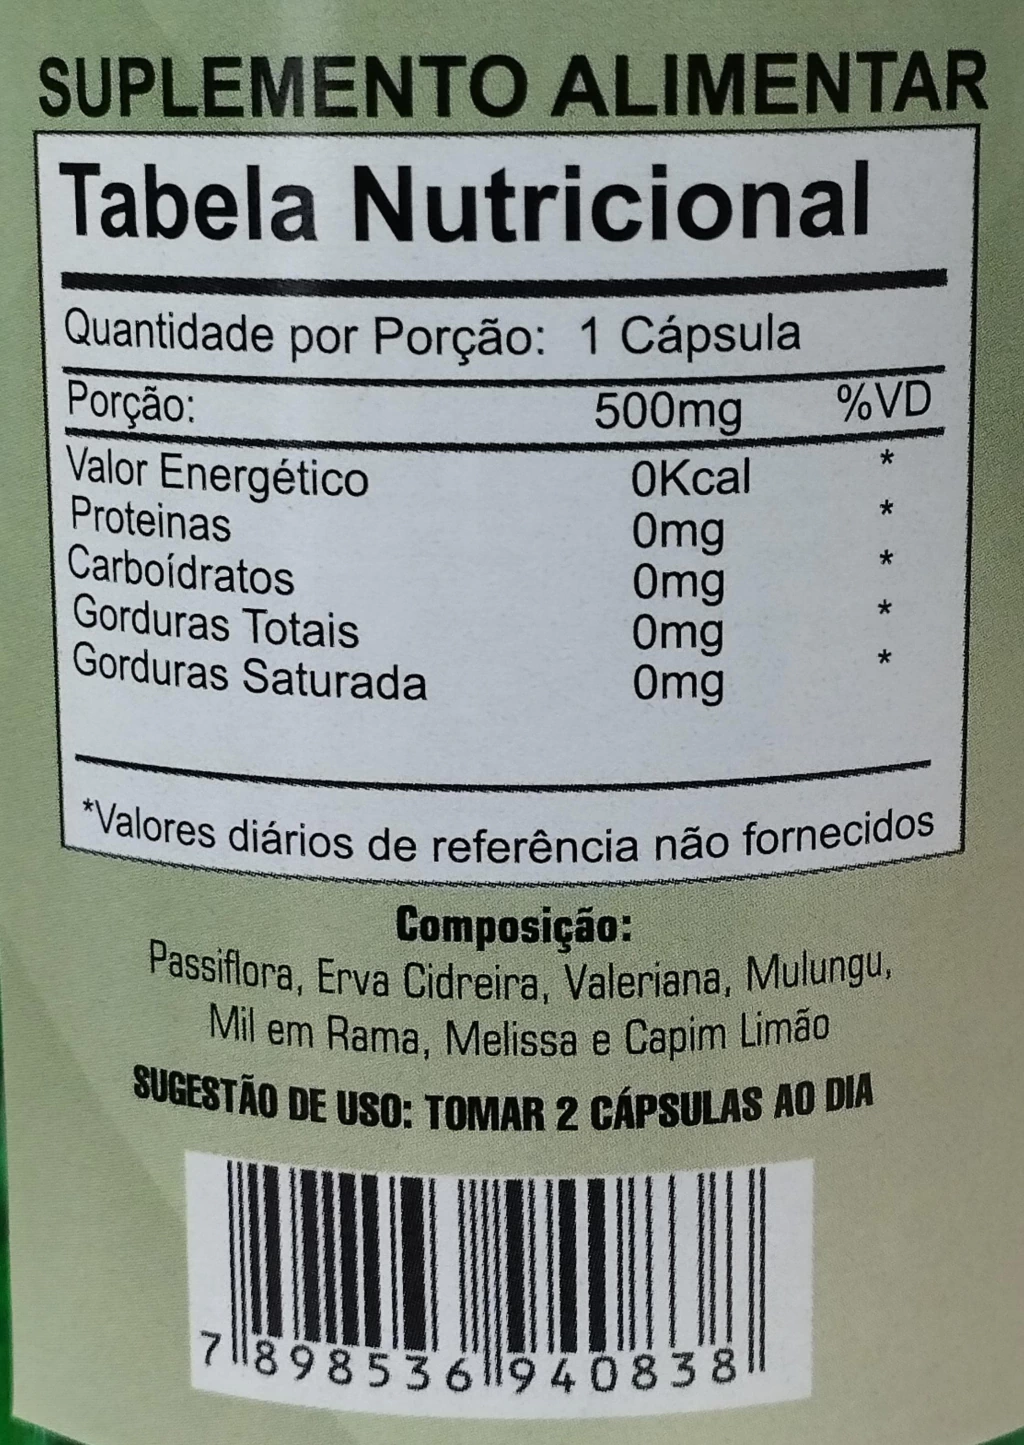 SUPLEMENTO ALIMENTAR
Tabela Nutricional
Quantidade por Porção: 1 Cápsula
Porção: 500mg %VD
Valor Energético 0Kcal *
Proteinas 0mg *
Carboídratos 0mg *
Gorduras Totais 0mg *
Gorduras Saturada 0mg *
*Valores diários de referência não fornecidos
Composição:
Passiflora, Erva Cidreira, Valeriana, Mulungu,
Mil em Rama, Melissa e Capim Limão
SUGESTÃO DE USO: TOMAR 2 CÁPSULAS AO DIA
7 898536 940838